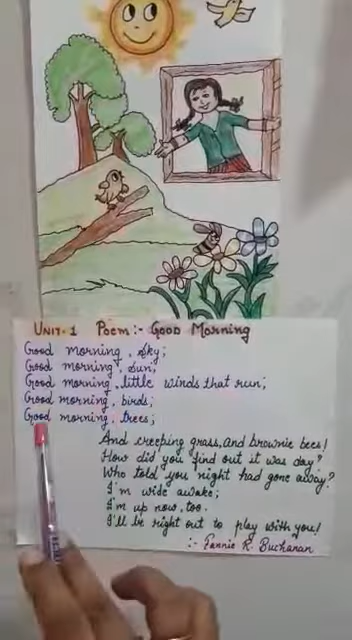 UNIT-1 Poem:- Good Morning
Good morning, Sky;
Good morning, Sun;
Good morning, little winds that run;
Good morning, birds;
Good morning, trees;
And creeping grass, and brownie bees!
How did you find out it was day?
Who told you night had gone away?
I'm wide awake;
I'm up now, too.
I'll be right out to play with you!
:- Fannie R. Buchanan